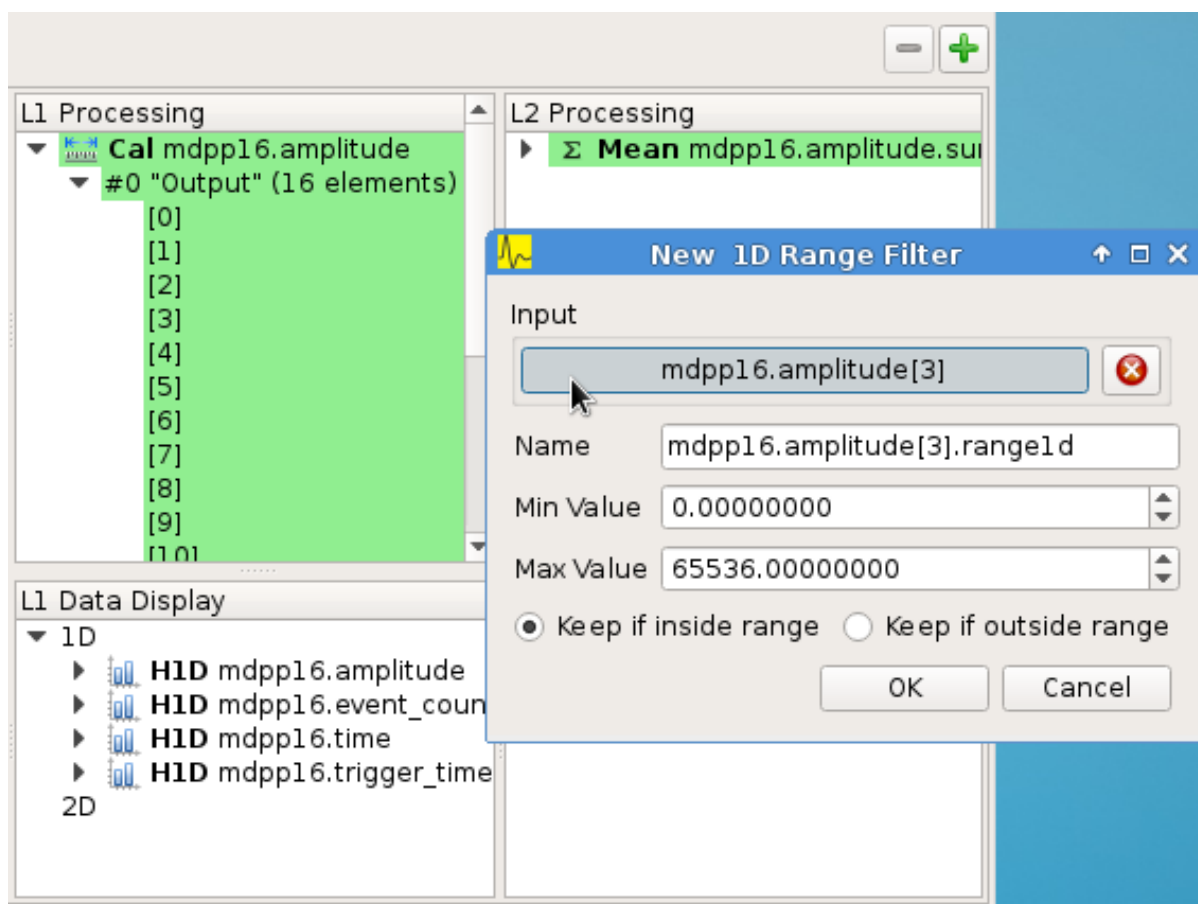 L1 Processing
Cal mdpp16.amplitude
#0 "Output" (16 elements)
[0]
[1]
[2]
[3]
[4]
[5]
[6]
[7]
[8]
[9]
[10]
L2 Processing
Σ Mean mdpp16.amplitude.su
New 1D Range Filter
Input
mdpp16.amplitude[3]
Name mdpp16.amplitude[3].range1d
Min Value 0.00000000
Max Value 65536.00000000
Keep if inside range Keep if outside range
OK Cancel
L1 Data Display
1D
H1D mdpp16.amplitude
H1D mdpp16.event_coun
H1D mdpp16.time
H1D mdpp16.trigger_time
2D